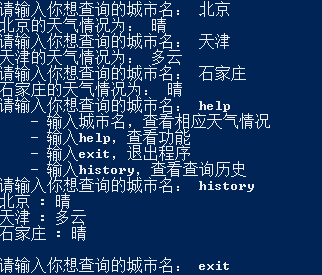 请输入你想查询的城市名： 北京
北京的天气情况为： 晴
请输入你想查询的城市名： 天津
天津的天气情况为： 多云
请输入你想查询的城市名： 石家庄
石家庄的天气情况为： 晴
请输入你想查询的城市名： help
- 输入城市名，查看相应天气情况
- 输入help，查看功能
- 输入exit，退出程序
- 输入history，查看查询历史
请输入你想查询的城市名： history
北京 : 晴
天津 : 多云
石家庄 : 晴
请输入你想查询的城市名： exit